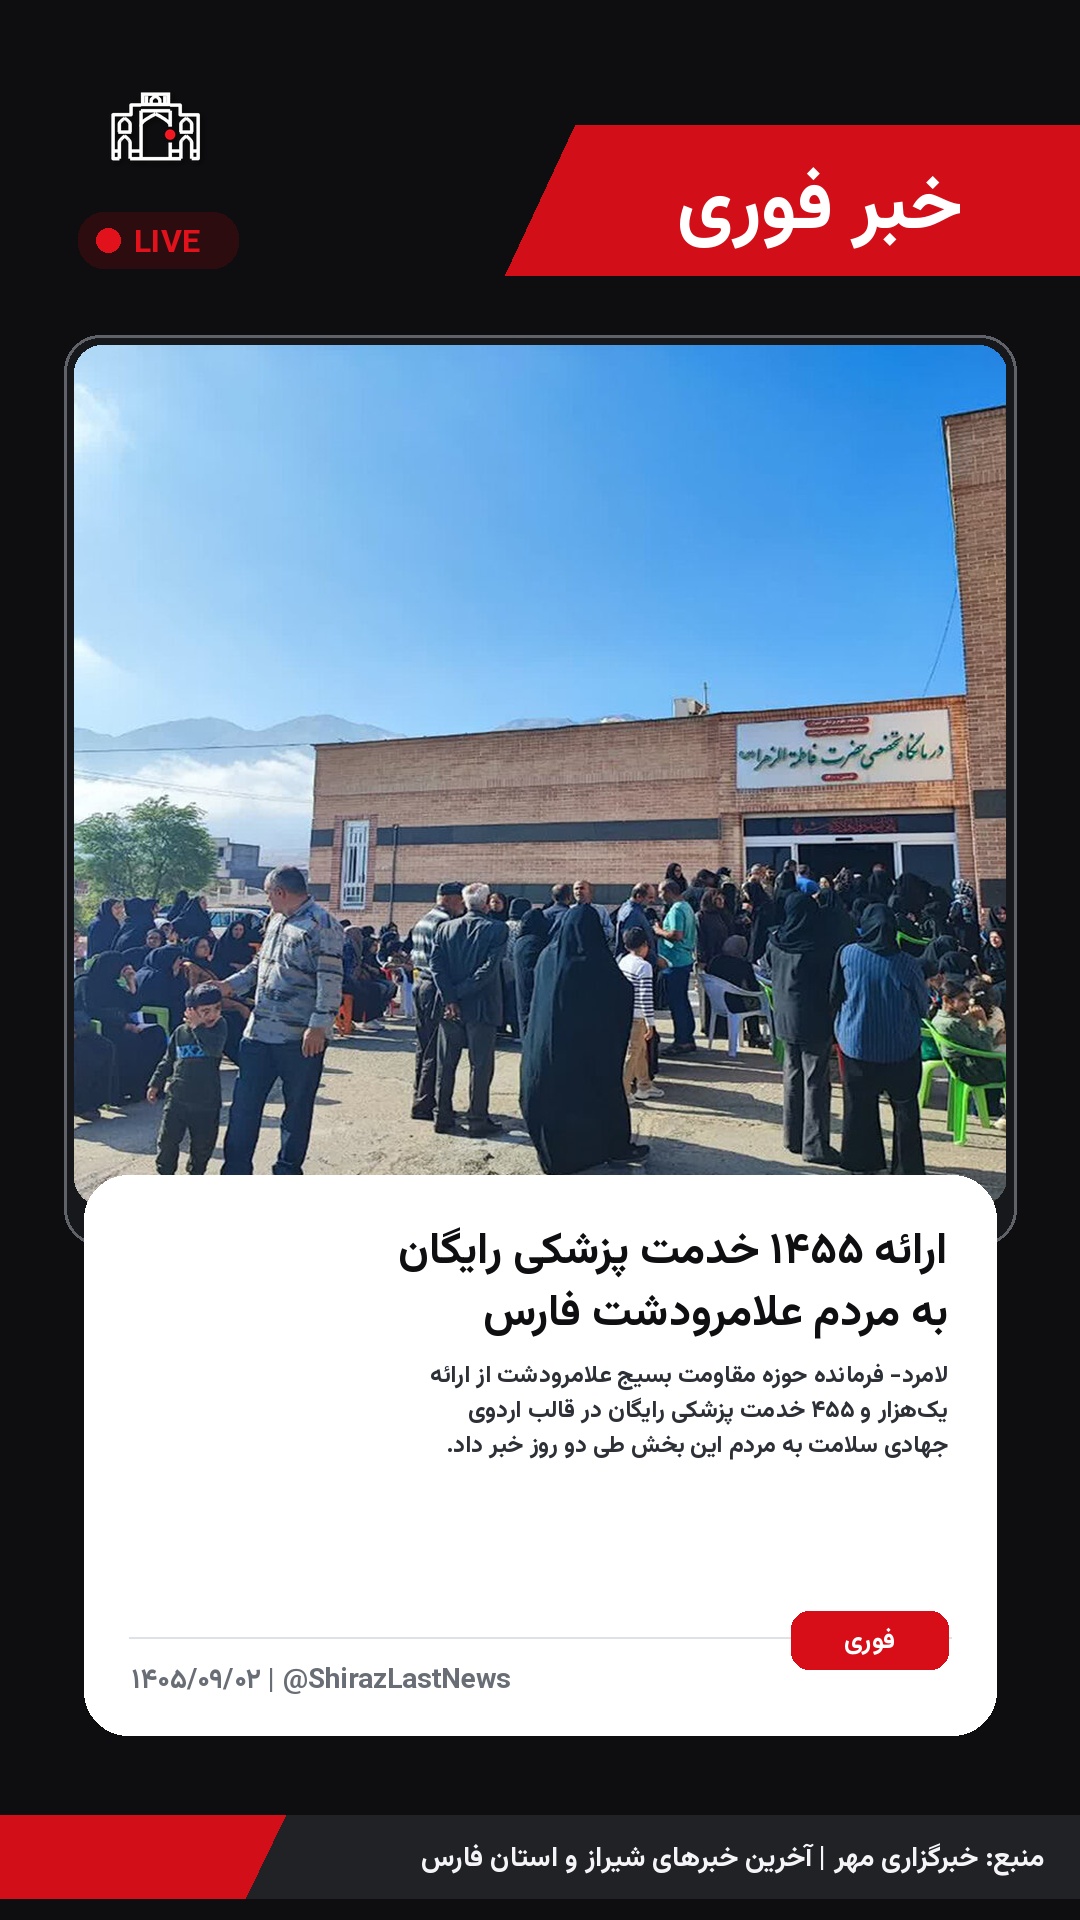 خبر فوری
LIVE
درمانگاه تخصصی حضرت فاطمة الزهرا
ارائه ۱۴۵۵ خدمت پزشکی رایگان
به مردم علامرودشت فارس
لامرد- فرمانده حوزه مقاومت بسیج علامرودشت از ارائه
یک‌هزار و ۴۵۵ خدمت پزشکی رایگان در قالب اردوی
جهادی سلامت به مردم این بخش طی دو روز خبر داد.
فوری
۱۴۰۵/۰۹/۰۲ | @ShirazLastNews
منبع: خبرگزاری مهر | آخرین خبرهای شیراز و استان فارس